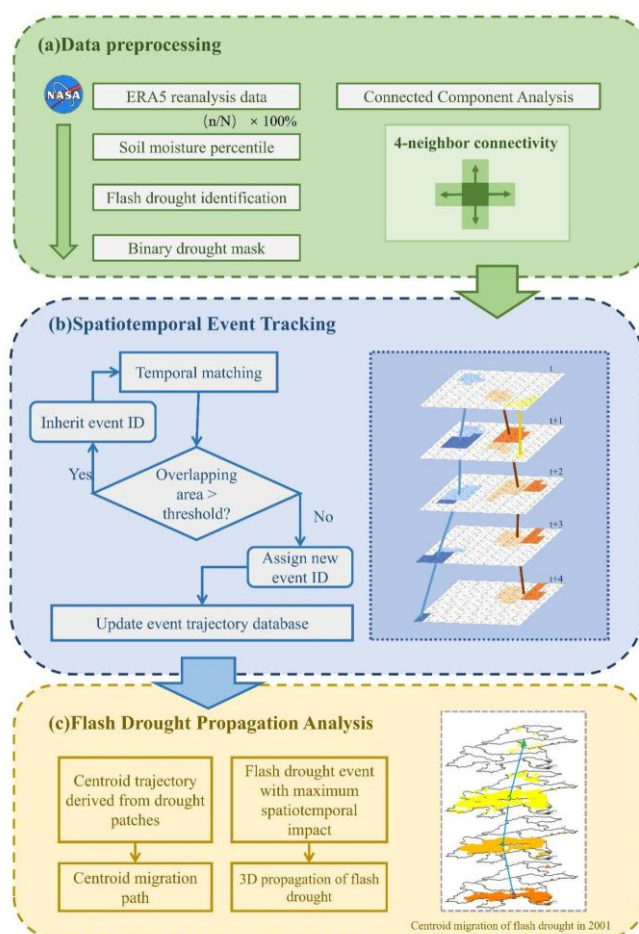 (a)Data preprocessing
NASA
ERA5 reanalysis data
(n/N) × 100%
Soil moisture percentile
Flash drought identification
Binary drought mask
Connected Component Analysis
4-neighbor connectivity
(b)Spatiotemporal Event Tracking
Temporal matching
Inherit event ID
Yes
Overlapping
area >
threshold?
No
Assign new
event ID
Update event trajectory database
t
t+1
t+2
t+3
t+4
(c)Flash Drought Propagation Analysis
Centroid trajectory
derived from drought
patches
Centroid migration
path
Flash drought event
with maximum
spatiotemporal
impact
3D propagation of flash
drought
Centroid migration of flash drought in 2001